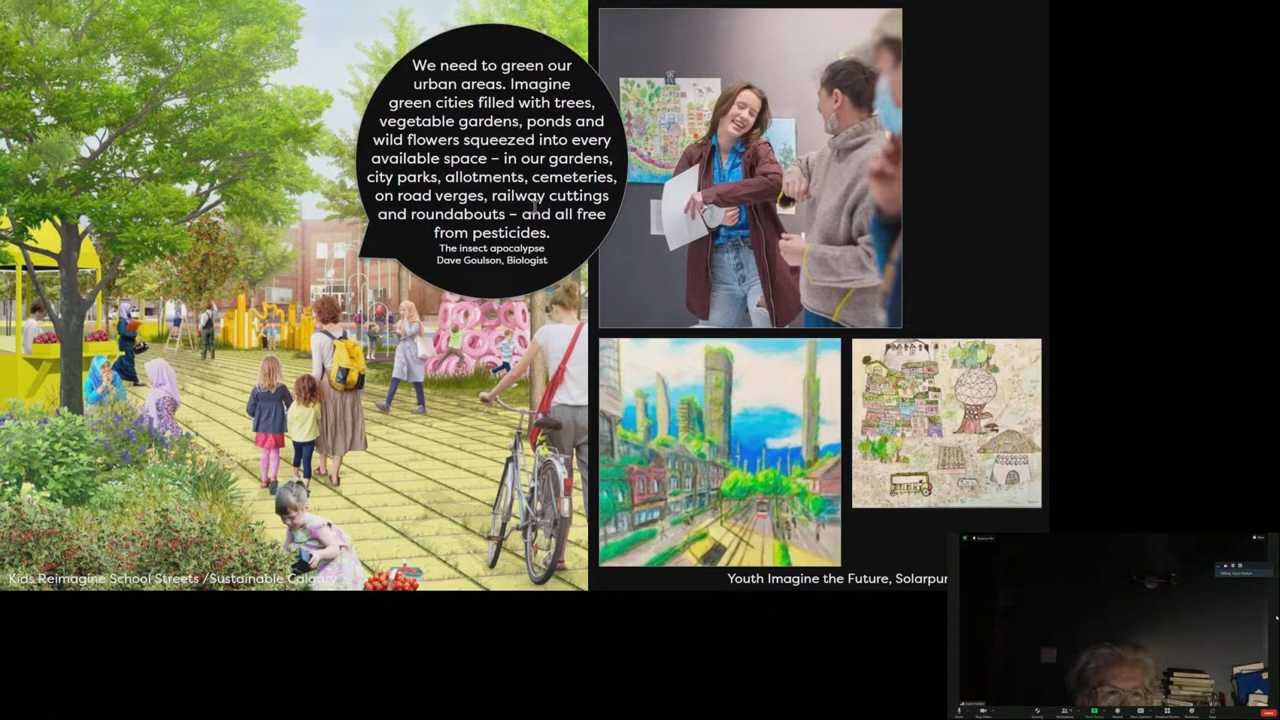 We need to green our
urban areas. Imagine
green cities filled with trees,
vegetable gardens, ponds and
wild flowers squeezed into every
available space – in our gardens,
city parks, allotments, cemeteries,
on road verges, railway cuttings
and roundabouts – and all free
from pesticides.
The insect apocalypse
Dave Goulson, Biologist
Kids Reimagine School Streets /Sustainable Calgary
Youth Imagine the Future, Solarpun